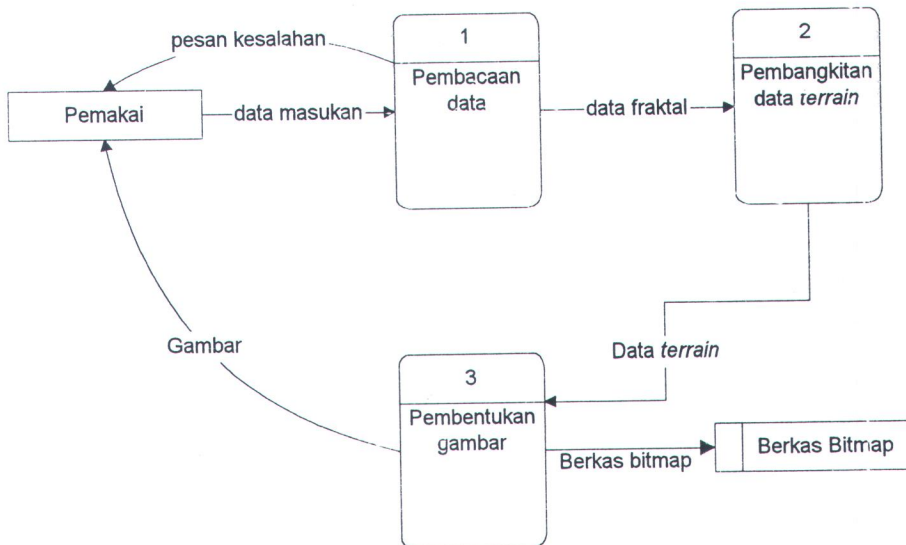 pesan kesalahan
1
2
Pembacaan
data
Pembangkitan
data terrain
Pemakai
data masukan
data fraktal
Gambar
Data terrain
3
Pembentukan
gambar
Berkas bitmap
Berkas Bitmap